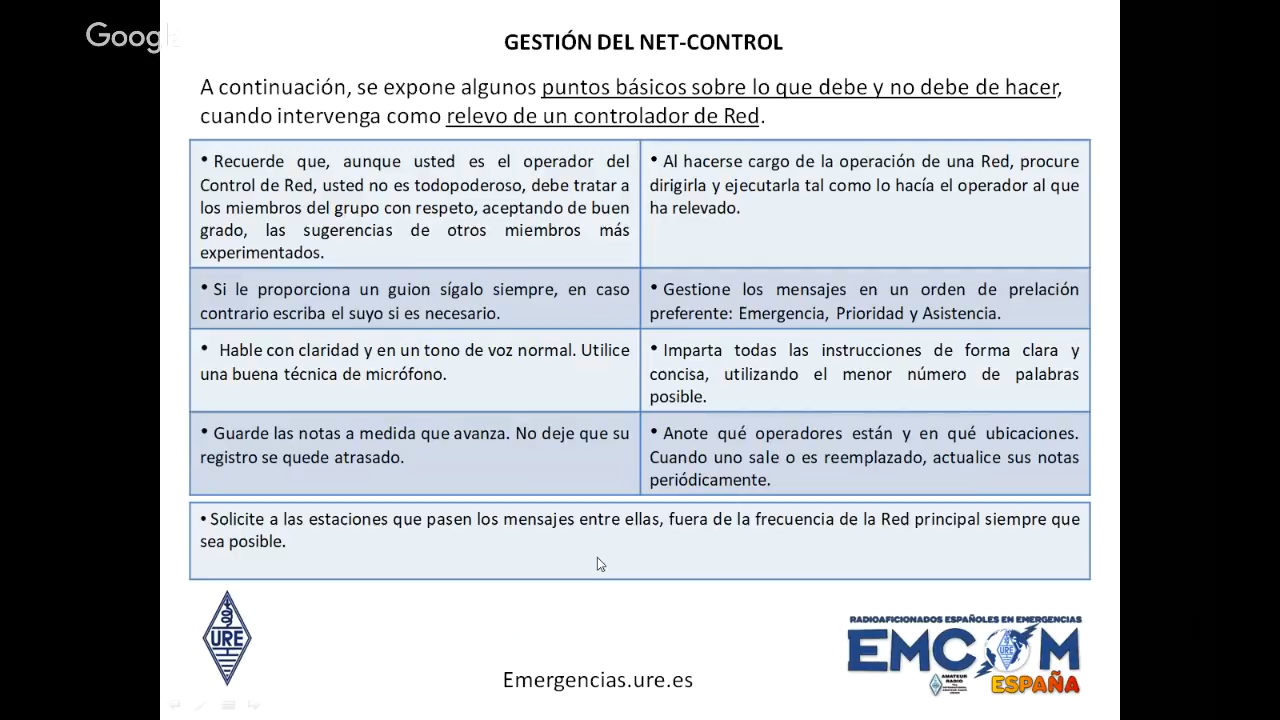 Google
GESTIÓN DEL NET-CONTROL
A continuación, se expone algunos puntos básicos sobre lo que debe y no debe de hacer,
cuando intervenga como relevo de un controlador de Red.
• Recuerde que, aunque usted es el operador del
Control de Red, usted no es todopoderoso, debe tratar a
los miembros del grupo con respeto, aceptando de buen
grado, las sugerencias de otros miembros más
experimentados.
• Al hacerse cargo de la operación de una Red, procure
dirigirla y ejecutarla tal como lo hacía el operador al que
ha relevado.
• Si le proporciona un guion sígalo siempre, en caso
contrario escriba el suyo si es necesario.
• Gestione los mensajes en un orden de prelación
preferente: Emergencia, Prioridad y Asistencia.
• Hable con claridad y en un tono de voz normal. Utilice
una buena técnica de micrófono.
• Imparta todas las instrucciones de forma clara y
concisa, utilizando el menor número de palabras
posible.
• Guarde las notas a medida que avanza. No deje que su
registro se quede atrasado.
• Anote qué operadores están y en qué ubicaciones.
Cuando uno sale o es reemplazado, actualice sus notas
periódicamente.
• Solicite a las estaciones que pasen los mensajes entre ellas, fuera de la frecuencia de la Red principal siempre que
sea posible.
URE
Emergencias.ure.es
RADIOAFICIONADOS ESPAÑOLES EN EMERGENCIAS
EMCOM
URE
AMATEUR
RADIO
ESPAÑA